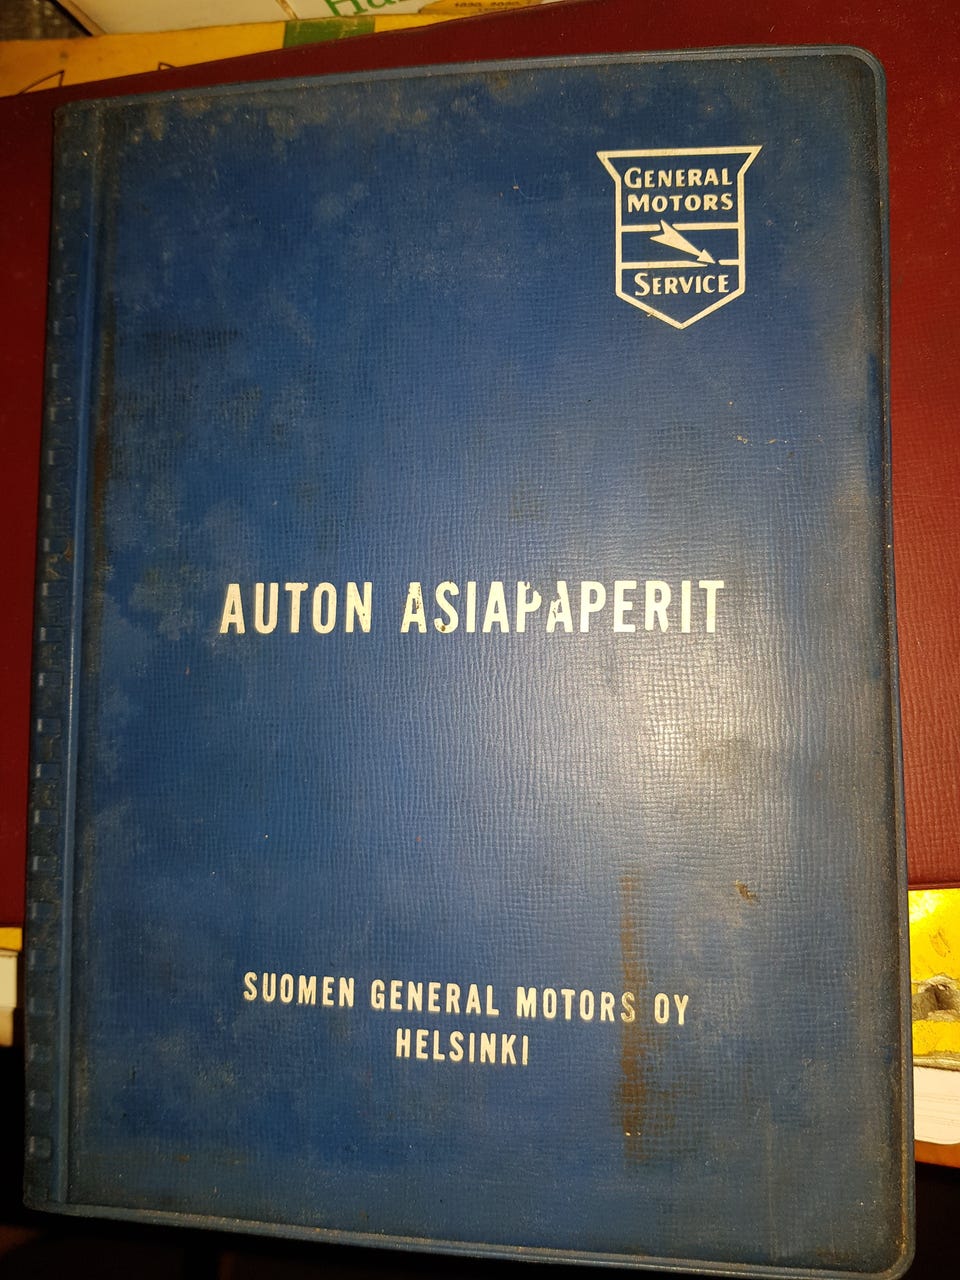 GENERAL
MOTORS
SERVICE
AUTON ASIAPAPERIT
SUOMEN GENERAL MOTORS OY
HELSINKI